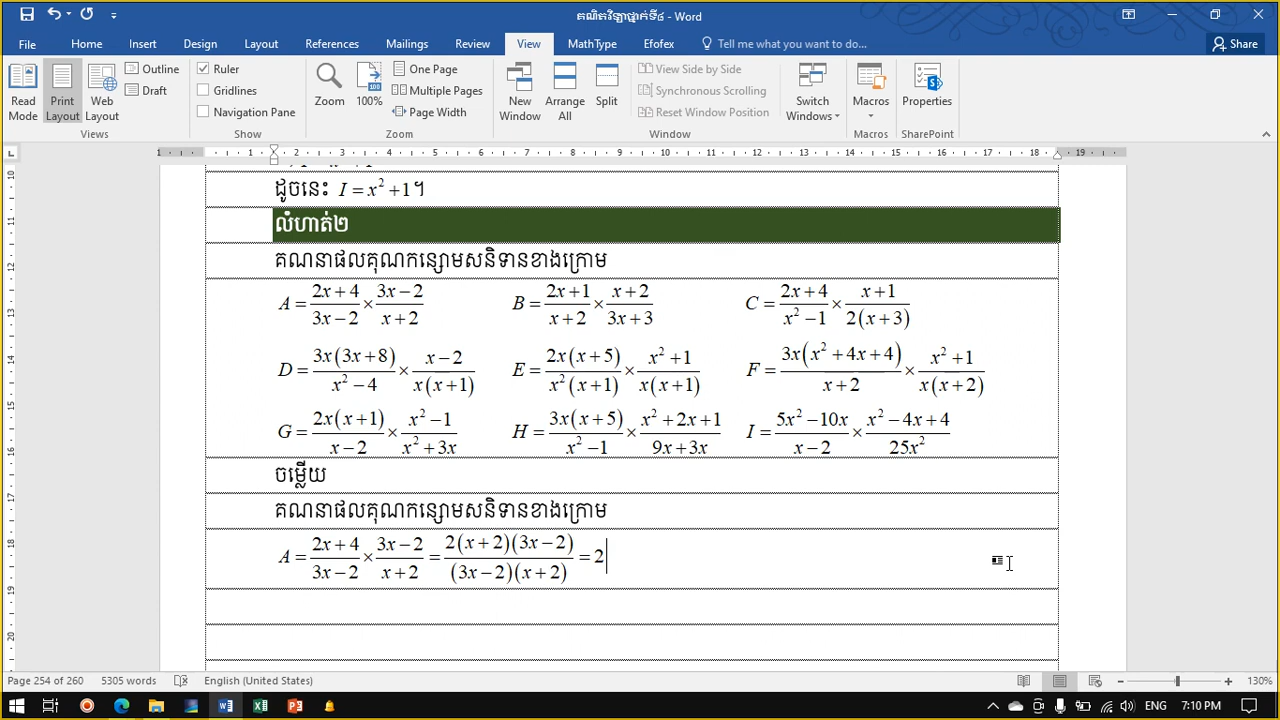 គណិតវិទ្យាថ្នាក់ទី៨ - Word
File Home Insert Design Layout References Mailings Review View MathType Efofex Tell me what you want to do... Share
Read Mode
Print Layout
Web Layout
Outline
Draft
Views
Ruler
Gridlines
Navigation Pane
Show
Zoom
100%
One Page
Multiple Pages
Page Width
Zoom
New Window
Arrange All
Split
View Side by Side
Synchronous Scrolling
Reset Window Position
Window
Switch Windows
Macros
Macros
Properties
SharePoint
ដូចនេះ I = x² + 1។
លំហាត់២
គណនាផលគុណកន្សោមសនិទានខាងក្រោម
A = (2x + 4)/(3x − 2) × (3x − 2)/(x + 2) B = (2x + 1)/(x + 2) × (x + 2)/(3x + 3) C = (2x + 4)/(x² − 1) × (x + 1)/(2(x + 3))
D = (3x(3x + 8))/(x² − 4) × (x − 2)/(x(x + 1)) E = (2x(x + 5))/(x²(x + 1)) × (x² + 1)/(x(x + 1)) F = (3x(x² + 4x + 4))/(x + 2) × (x² + 1)/(x(x + 2))
G = (2x(x + 1))/(x − 2) × (x² − 1)/(x² + 3x) H = (3x(x + 5))/(x² − 1) × (x² + 2x + 1)/(9x + 3x) I = (5x² − 10x)/(x − 2) × (x² − 4x + 4)/(25x²)
ចម្លើយ
គណនាផលគុណកន្សោមសនិទានខាងក្រោម
A = (2x + 4)/(3x − 2) × (3x − 2)/(x + 2) = (2(x + 2)(3x − 2))/((3x − 2)(x + 2)) = 2
Page 254 of 260 5305 words English (United States) 130%
ENG 7:10 PM